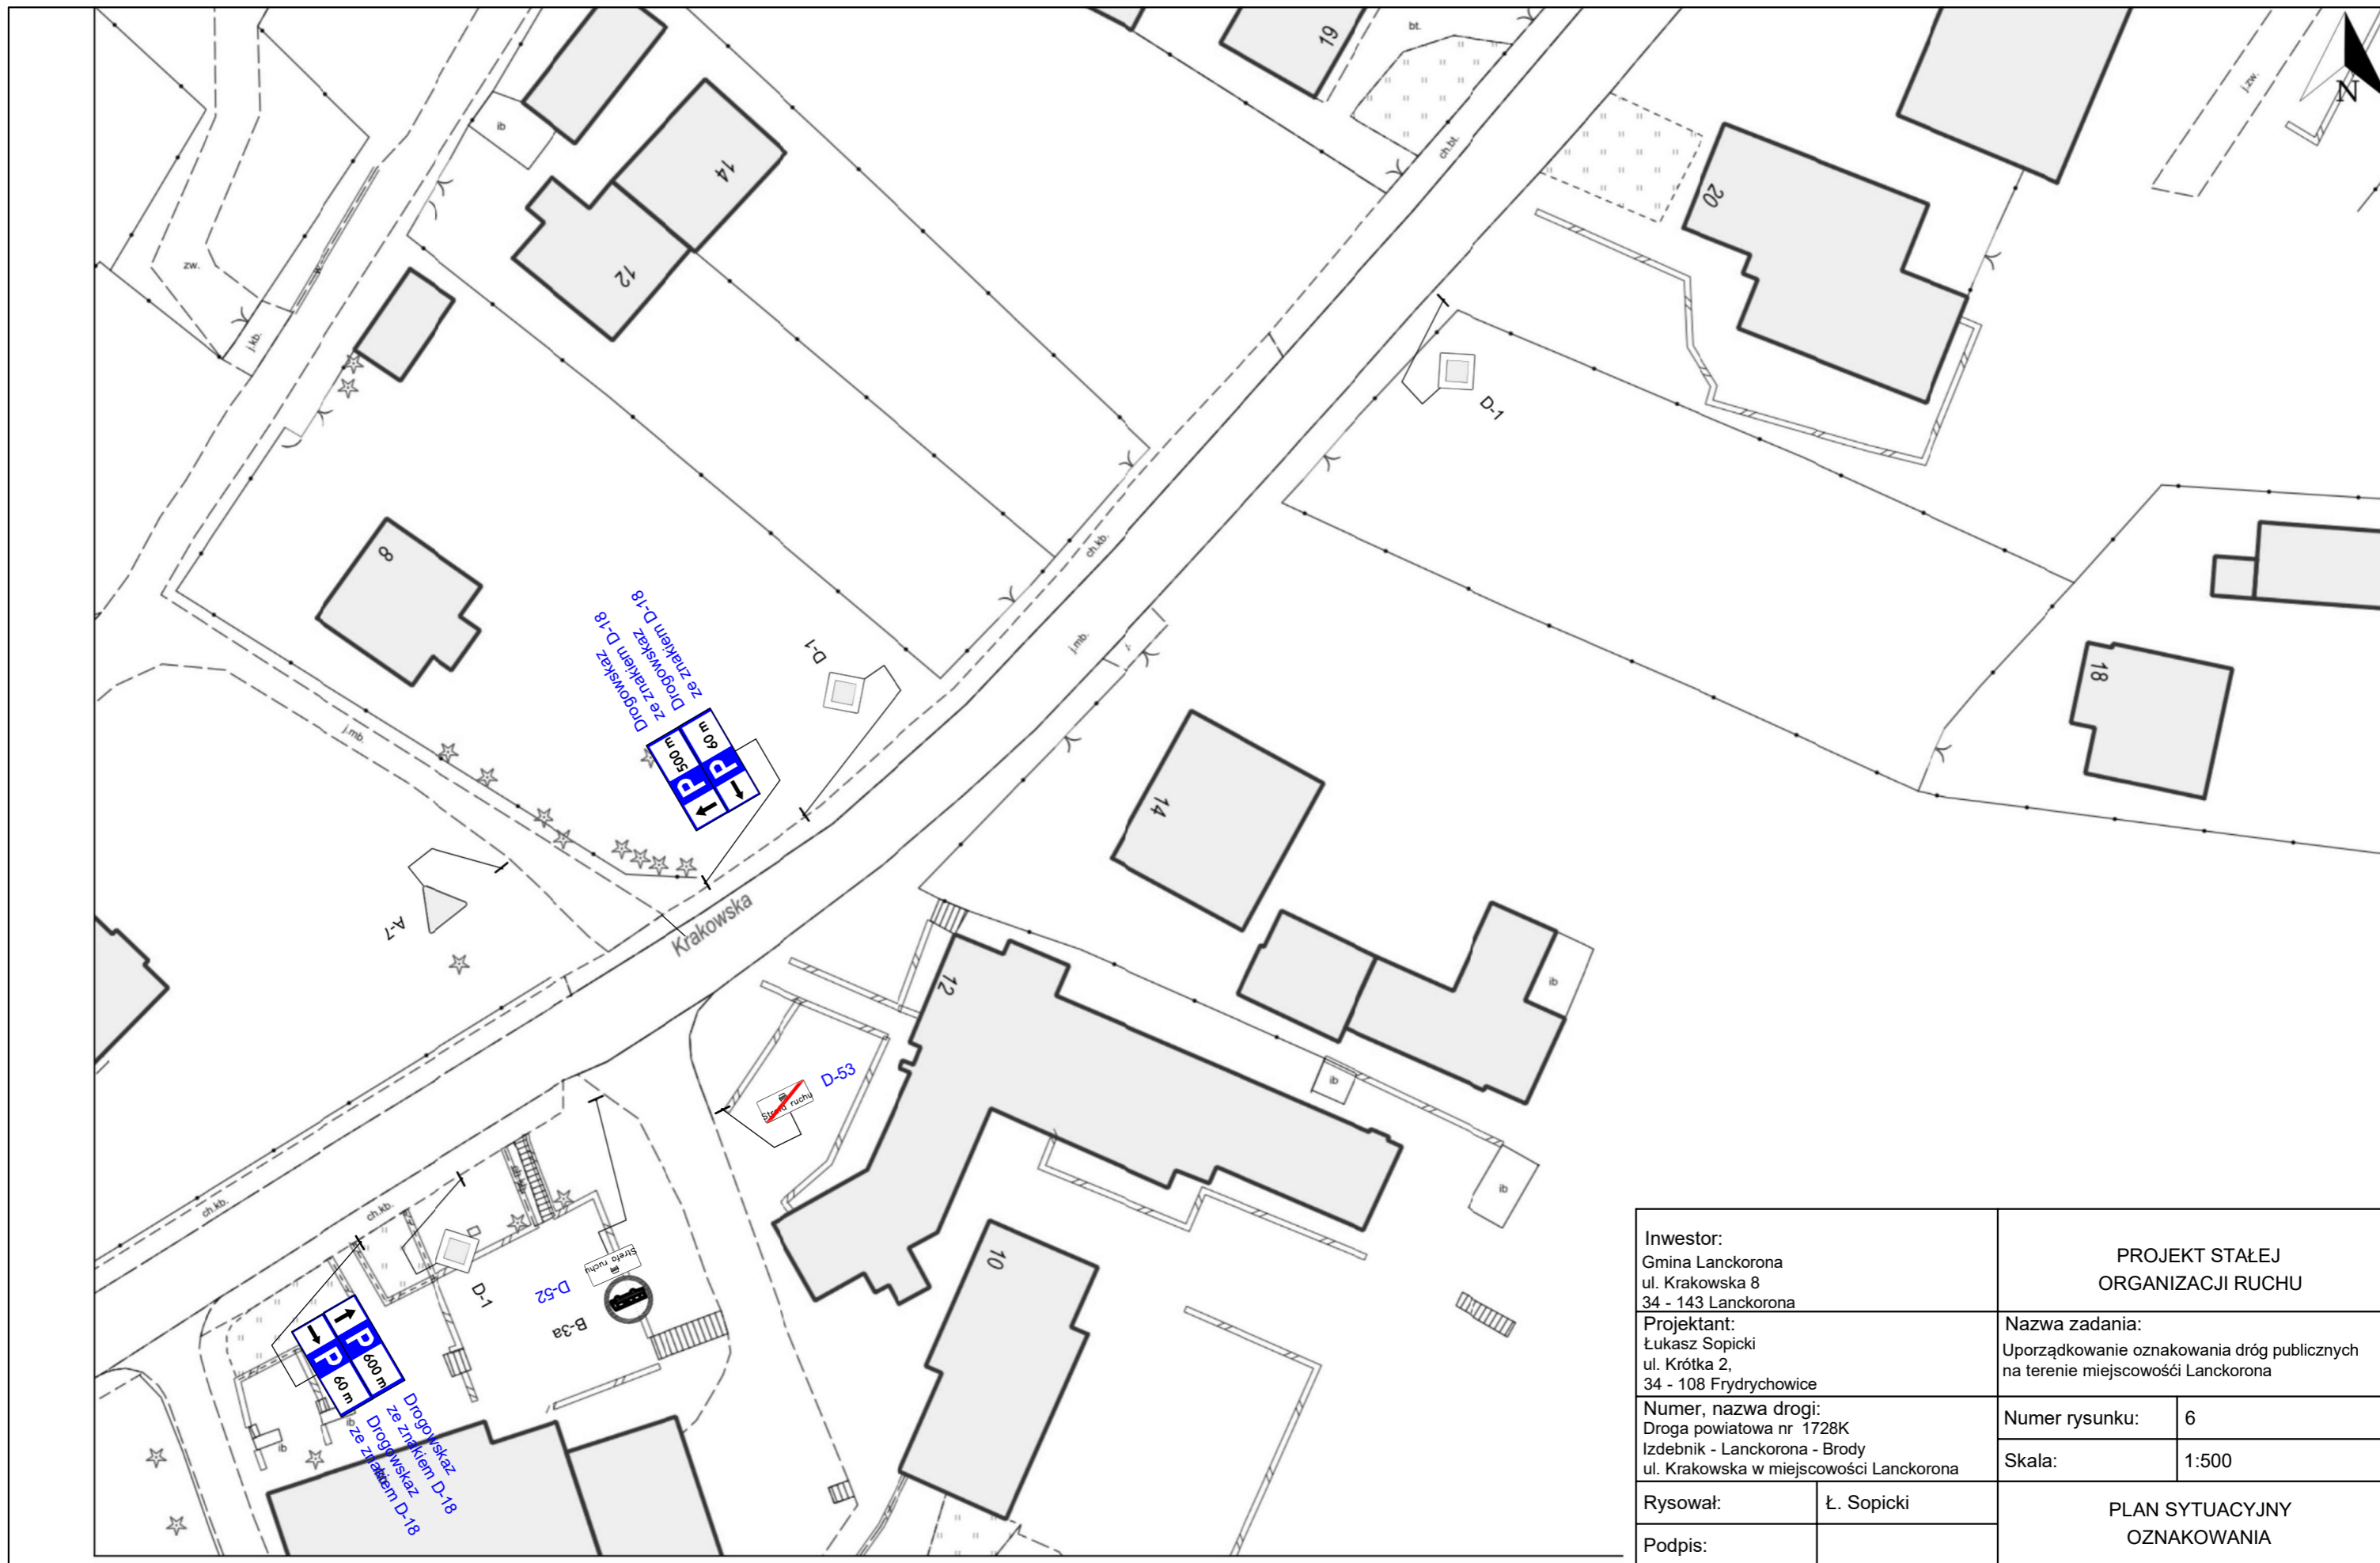 19
bt.
j.zw.
N
ib
14
ch.bt.
20
zw.
12
j.kb.
D-1
8
ch.kb.
Drogowskaz
ze znakiem D-18
Drogowskaz
ze znakiem D-18
D-1
j.mb.
18
500 m
60 m
P
P
j.mb.
14
A-7
Krakowska
12
ib
D-53
Strefa ruchu
ib
ib
ch.kb.
ch.kb.
ch.kb.
Strefa ruchu
D-52
B-3a
D-1
10
P
P
60 m
600 m
ib
ib
Drogowskaz
ze znakiem D-18
Drogowskaz
ze znakiem D-18
Inwestor:
Gmina Lanckorona
ul. Krakowska 8
34 - 143 Lanckorona
PROJEKT STAŁEJ
ORGANIZACJI RUCHU
Projektant:
Łukasz Sopicki
ul. Krótka 2,
34 - 108 Frydrychowice
Nazwa zadania:
Uporządkowanie oznakowania dróg publicznych
na terenie miejscowośći Lanckorona
Numer, nazwa drogi:
Droga powiatowa nr 1728K
Izdebnik - Lanckorona - Brody
ul. Krakowska w miejscowości Lanckorona
Numer rysunku:
6
Skala:
1:500
Rysował:
Ł. Sopicki
PLAN SYTUACYJNY
OZNAKOWANIA
Podpis: